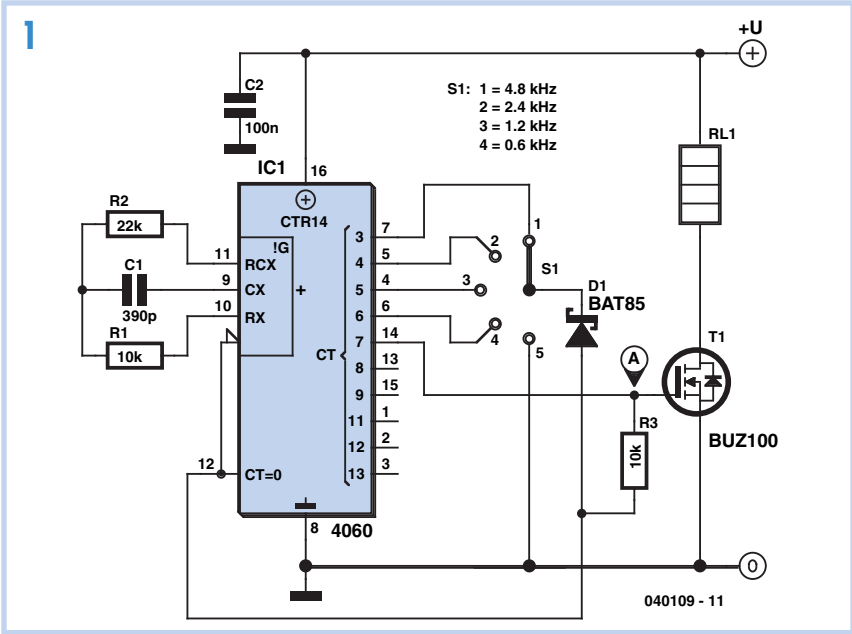 1
+U
C2
100n
S1: 1 = 4.8 kHz
2 = 2.4 kHz
3 = 1.2 kHz
4 = 0.6 kHz
RL1
IC1
16
CTR14
R2
22k
11
RCX
!G
C1
390p
9
CX
+
10
RX
R1
10k
CT
3
7
4
5
5
4
6
6
7
14
8
13
9
15
11
1
12
2
13
3
12
CT=0
8
4060
1
2
3
4
5
S1
D1
BAT85
A
T1
R3
10k
BUZ100
0
040109 - 11